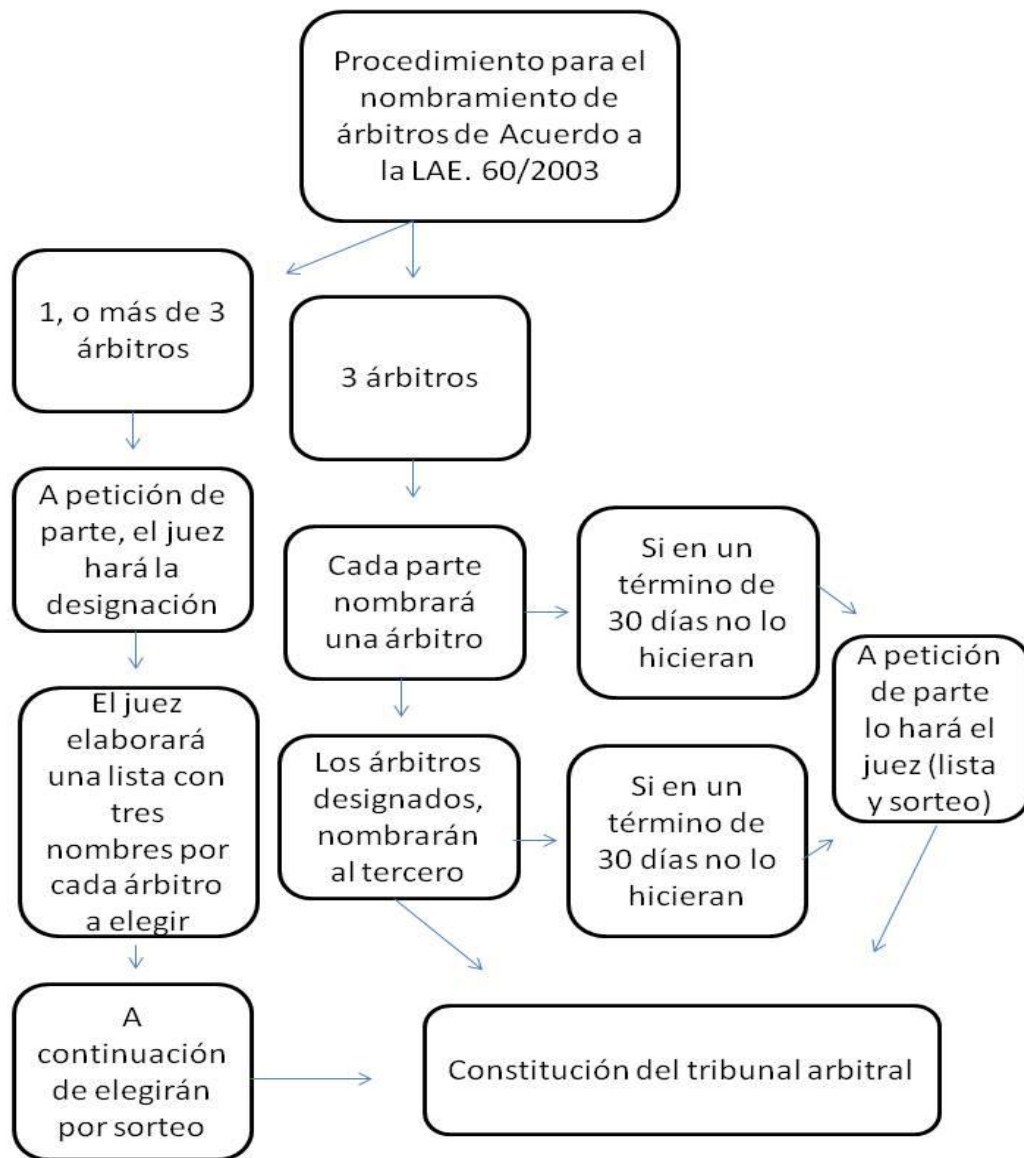 Procedimiento para el
nombramiento de
árbitros de Acuerdo a
la LAE. 60/2003
1, o más de 3
árbitros
3 árbitros
A petición de
parte, el juez
hará la
designación
Cada parte
nombrará
una árbitro
Si en un
término de
30 días no lo
hicieran
A petición
de parte
lo hará el
juez (lista
y sorteo)
El juez
elaborará
una lista con
tres
nombres por
cada árbitro
a elegir
Los árbitros
designados,
nombrarán
al tercero
Si en un
término de
30 días no lo
hicieran
A
continuación
de elegirán
por sorteo
Constitución del tribunal arbitral